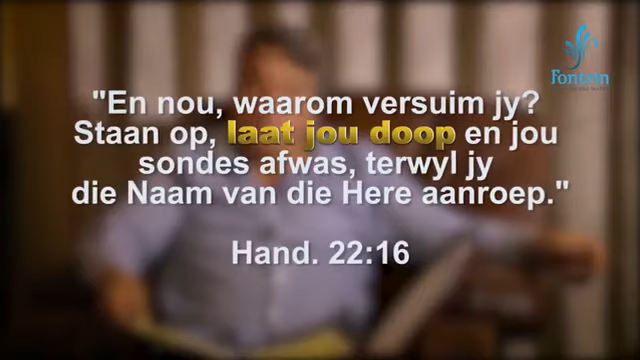 Fontein
"En nou, waarom versuim jy?
Staan op, laat jou doop en jou
sondes afwas, terwyl jy
die Naam van die Here aanroep."
Hand. 22:16